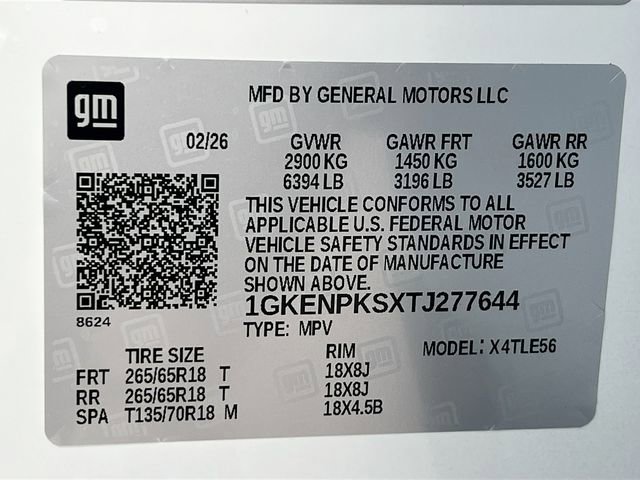 gm
MFD BY GENERAL MOTORS LLC
02/26 GVWR GAWR FRT GAWR RR
2900 KG 1450 KG 1600 KG
6394 LB 3196 LB 3527 LB
THIS VEHICLE CONFORMS TO ALL
APPLICABLE U.S. FEDERAL MOTOR
VEHICLE SAFETY STANDARDS IN EFFECT
ON THE DATE OF MANUFACTURE
SHOWN ABOVE.
1GKENPKSXTJ277644
8624
TYPE: MPV
TIRE SIZE RIM MODEL: X4TLE56
FRT 265/65R18 T 18X8J
RR 265/65R18 T 18X8J
SPA T135/70R18 M 18X4.5B